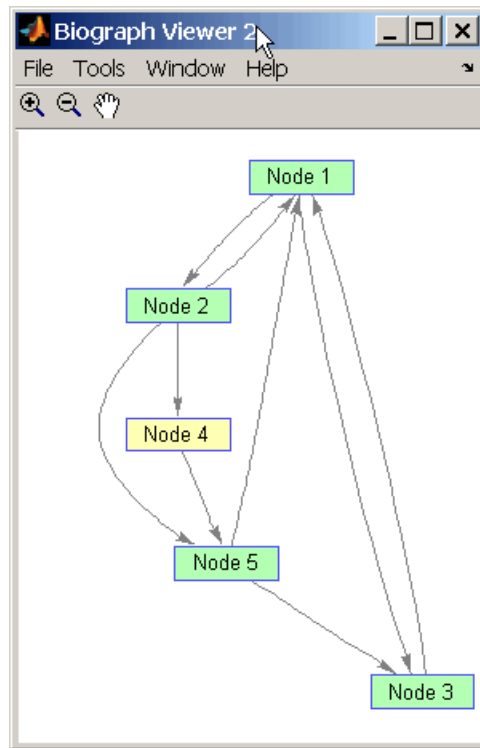 Biograph Viewer 2
File Tools Window Help
Node 1
Node 2
Node 4
Node 5
Node 3